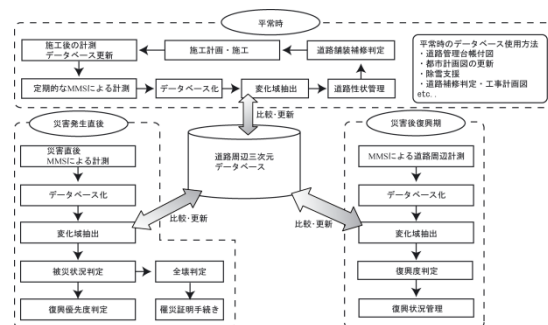 平常時
施工後の計測
データベース更新
施工計画・施工
道路舗装補修判定
定期的なMMSによる計測
データベース化
変化域抽出
道路性状管理
平常時のデータベース使用方法
・道路管理台帳付図
・都市計画図の更新
・除雪支援
・道路補修判定・工事計画図
etc..
比較・更新
災害発生直後
災害直後
MMSによる計測
データベース化
変化域抽出
被災状況判定
全壊判定
復興優先度判定
罹災証明手続き
道路周辺三次元
データベース
比較・更新
比較・更新
災害後復興期
MMSによる道路周辺計測
データベース化
変化域抽出
復興度判定
復興状況管理